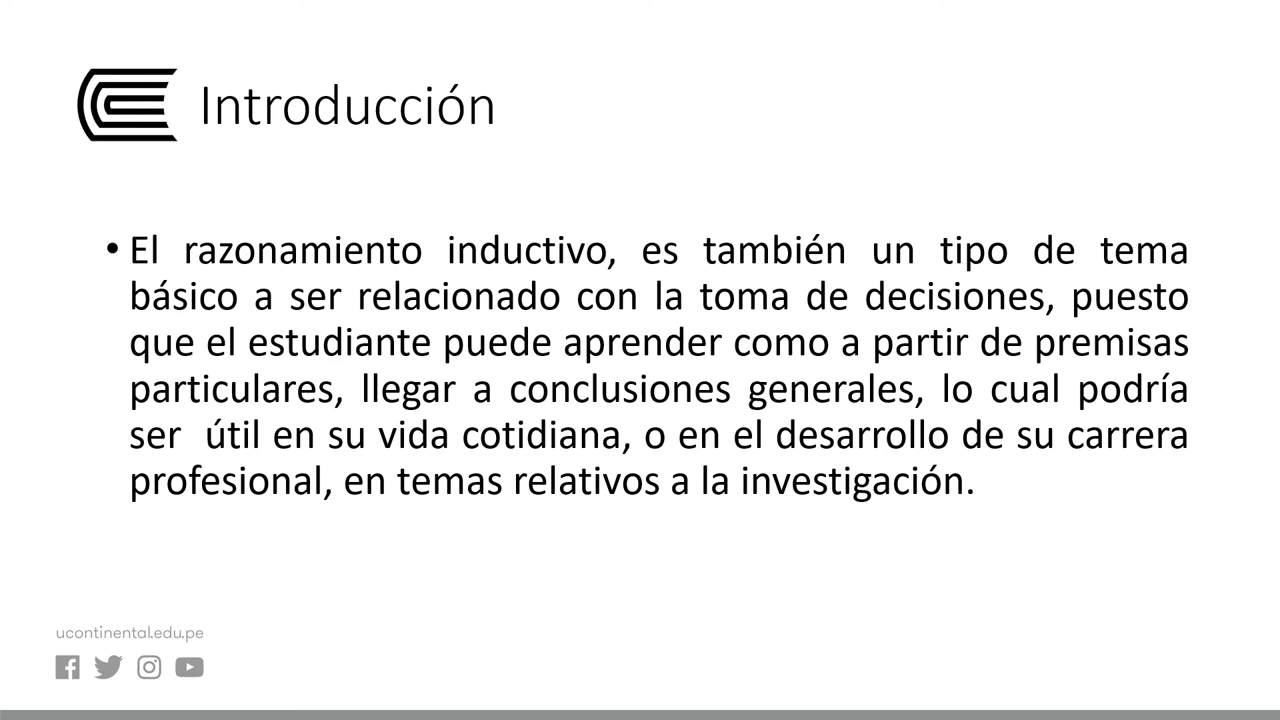 Introducción
• El razonamiento inductivo, es también un tipo de tema
básico a ser relacionado con la toma de decisiones, puesto
que el estudiante puede aprender como a partir de premisas
particulares, llegar a conclusiones generales, lo cual podría
ser  útil en su vida cotidiana, o en el desarrollo de su carrera
profesional, en temas relativos a la investigación.
ucontinental.edu.pe